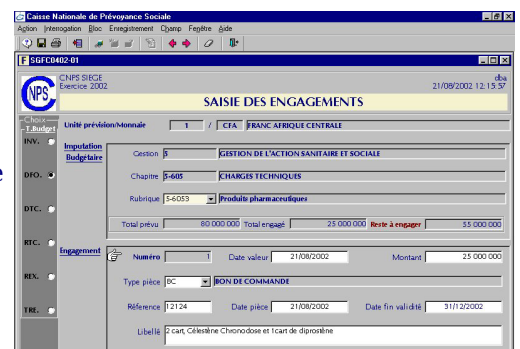 Caisse Nationale de Prévoyance Sociale
Action Interrogation Bloc Enregistrement Champ Fenêtre Aide
SGFC0402-01
CNPS SIEGE
dba
Exercice 2002
21/08/2002 12:15:57
CNPS
SAISIE DES ENGAGEMENTS
Choix
T.Budget
Unité prévision/Monnaie 1 / CFA FRANC AFRIQUE CENTRALE
INV.
Imputation
Budgétaire
Gestion 5 GESTION DE L'ACTION SANITAIRE ET SOCIALE
DFO.
Chapitre 5-605 CHARGES TECHNIQUES
Rubrique 5-6053 Produits pharmaceutiques
DTC.
Total prévu 80 000 000 Total engagé 25 000 000 Reste à engager 55 000 000
RTC.
Engagement
Numéro 1 Date valeur 21/08/2002 Montant 25 000 000
REX.
Type pièce BC BON DE COMMANDE
TRE.
Réference 12124 Date pièce 21/08/2002 Date fin validité 31/12/2002
Libellé 2 cart, Célestène Chronodose et 1cart de diprostène